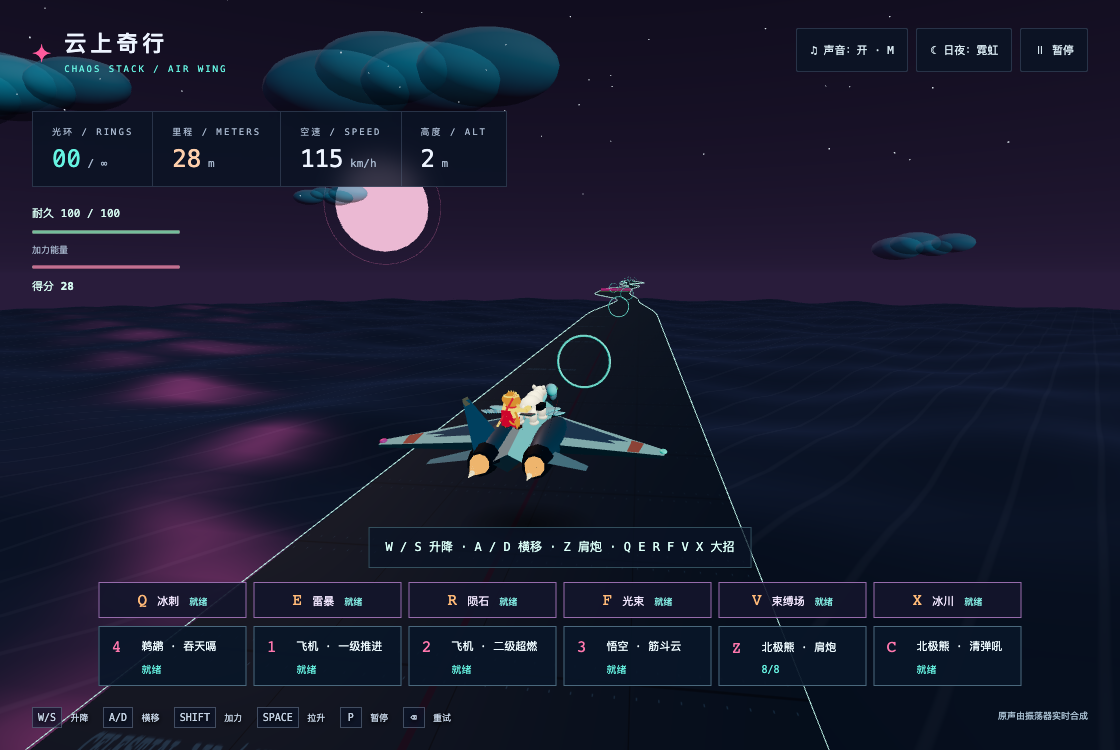 云上奇行
CHAOS STACK / AIR WING
♫ 声音: 开 · M
☾ 日夜: 霓虹
⏸ 暂停
光环 / RINGS
00 / ∞
里程 / METERS
28 m
空速 / SPEED
115 km/h
高度 / ALT
2 m
耐久 100 / 100
加力能量
得分 28
W / S 升降 · A / D 横移 · Z 肩炮 · Q E R F V X 大招
Q 冰刺 就绪
E 雷暴 就绪
R 陨石 就绪
F 光束 就绪
V 束缚场 就绪
X 冰川 就绪
4 鹈鹕 · 吞天嗝
就绪
1 飞机 · 一级推进
就绪
2 飞机 · 二级超燃
就绪
3 悟空 · 筋斗云
就绪
Z 北极熊 · 肩炮
8/8
C 北极熊 · 清弹吼
就绪
W/S 升降 A/D 横移 SHIFT 加力 SPACE 拉升 P 暂停 ⌫ 重试
原声由振荡器实时合成